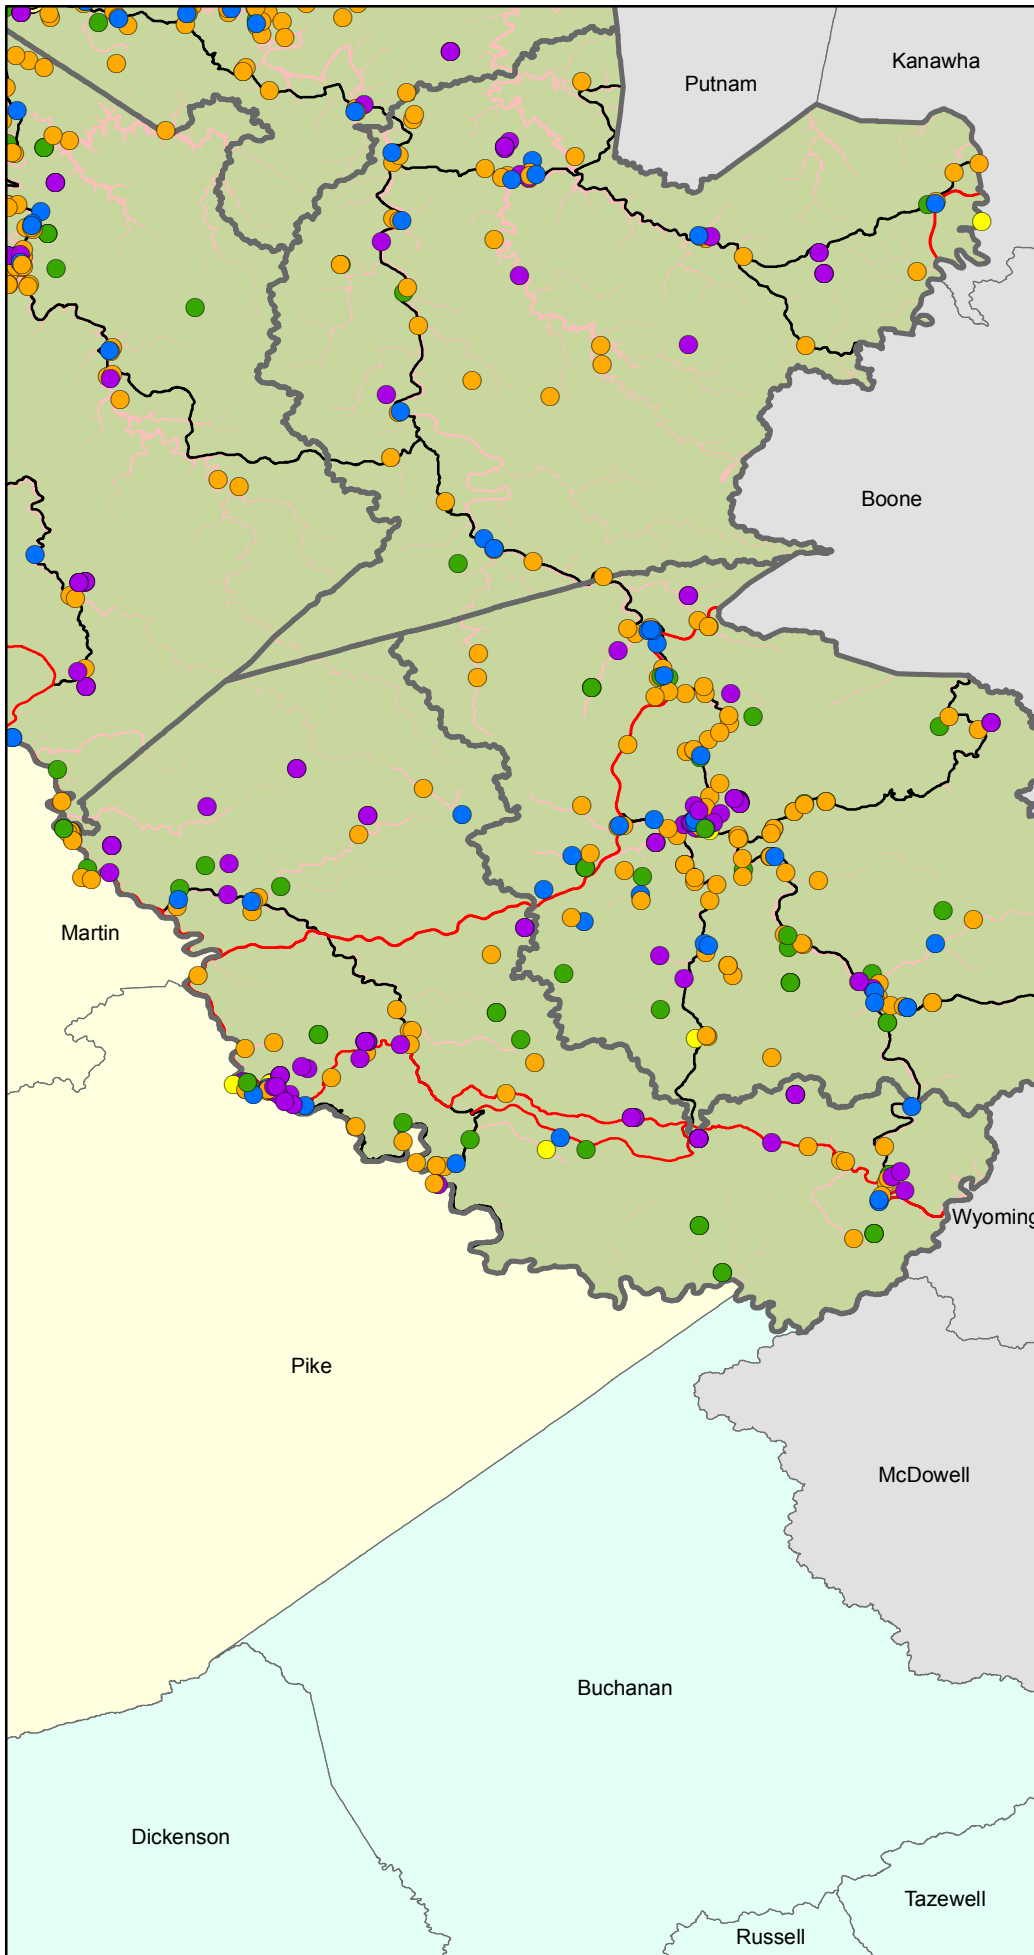 Kanawha
Putnam
Boone
Martin
Wyoming
Pike
McDowell
Buchanan
Dickenson
Tazewell
Russell